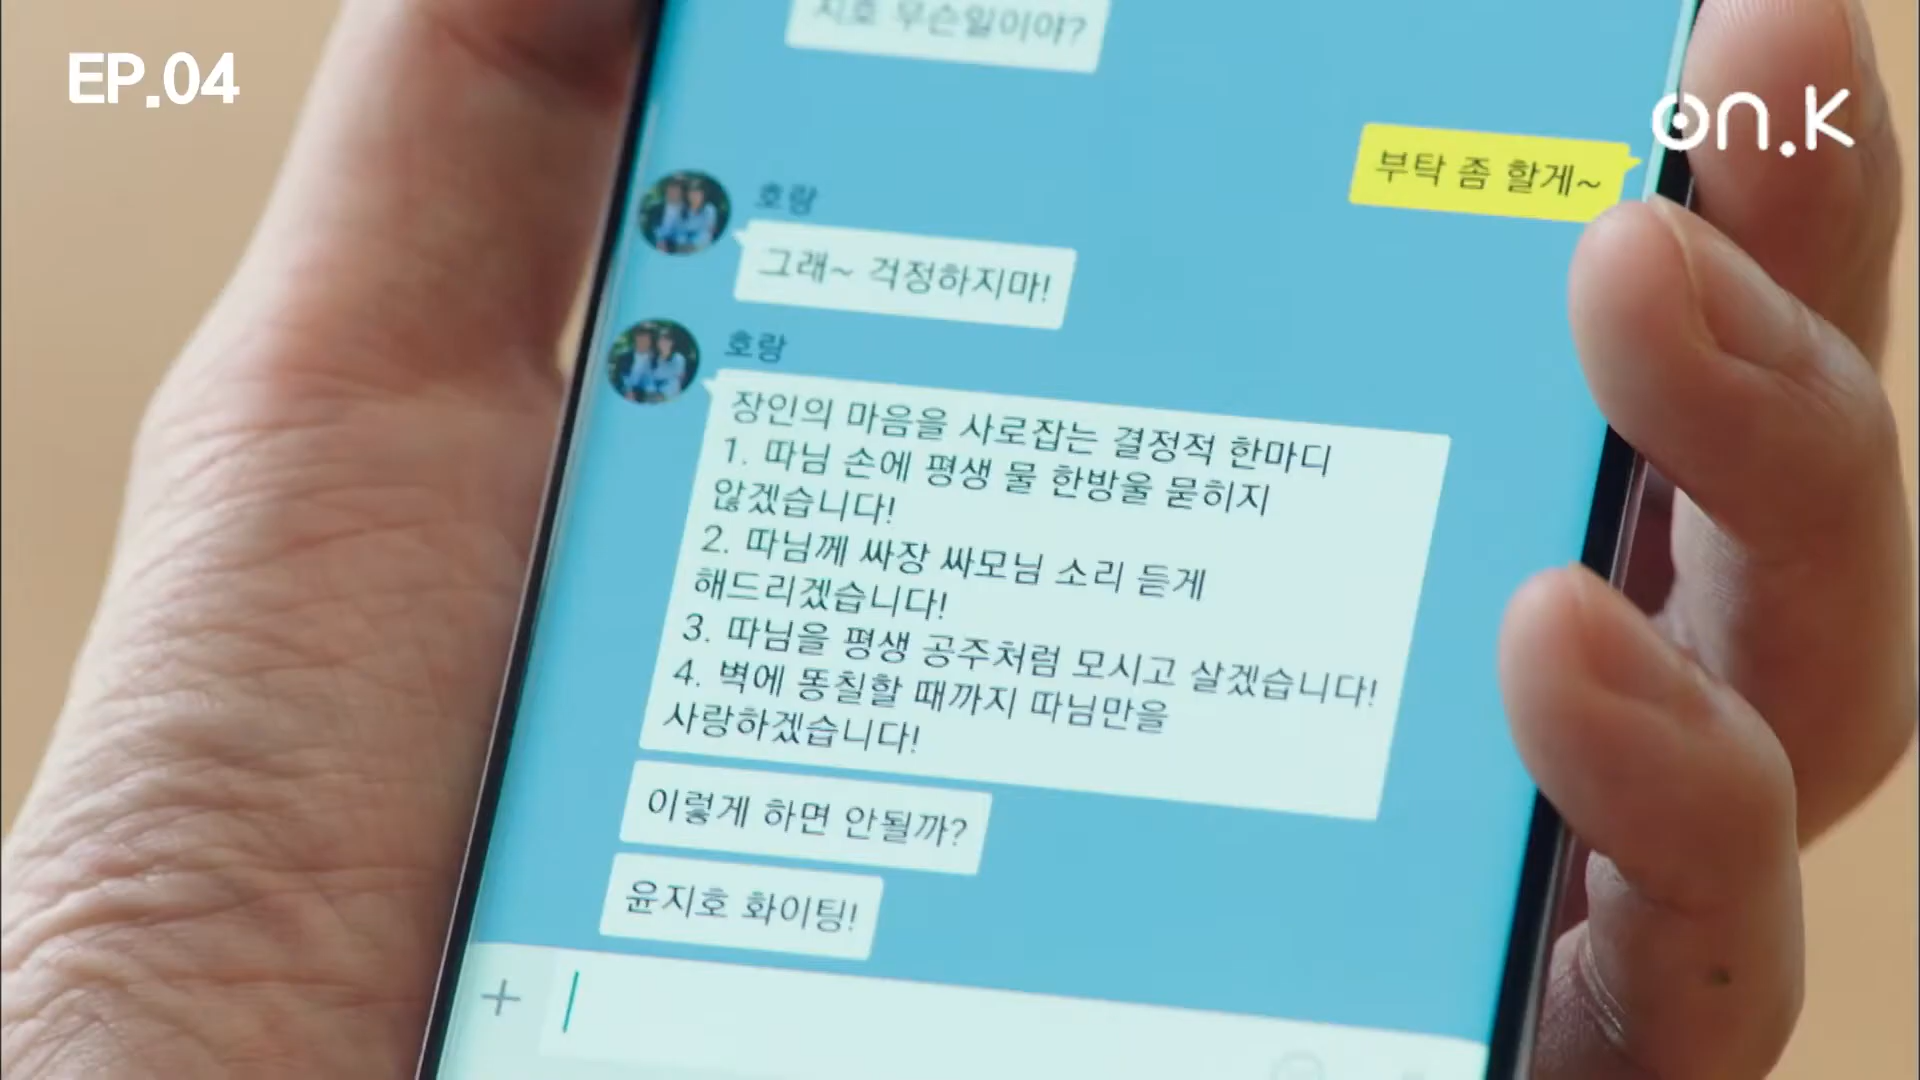 EP.04
on.K
지호 무슨일이야?
부탁 좀 할게~
호랑
그래~ 걱정하지마!
호랑
장인의 마음을 사로잡는 결정적 한마디
1. 따님 손에 평생 물 한방울 묻히지
않겠습니다!
2. 따님께 싸장 싸모님 소리 듣게
해드리겠습니다!
3. 따님을 평생 공주처럼 모시고 살겠습니다!
4. 벽에 똥칠할 때까지 따님만을
사랑하겠습니다!
이렇게 하면 안될까?
윤지호 화이팅!